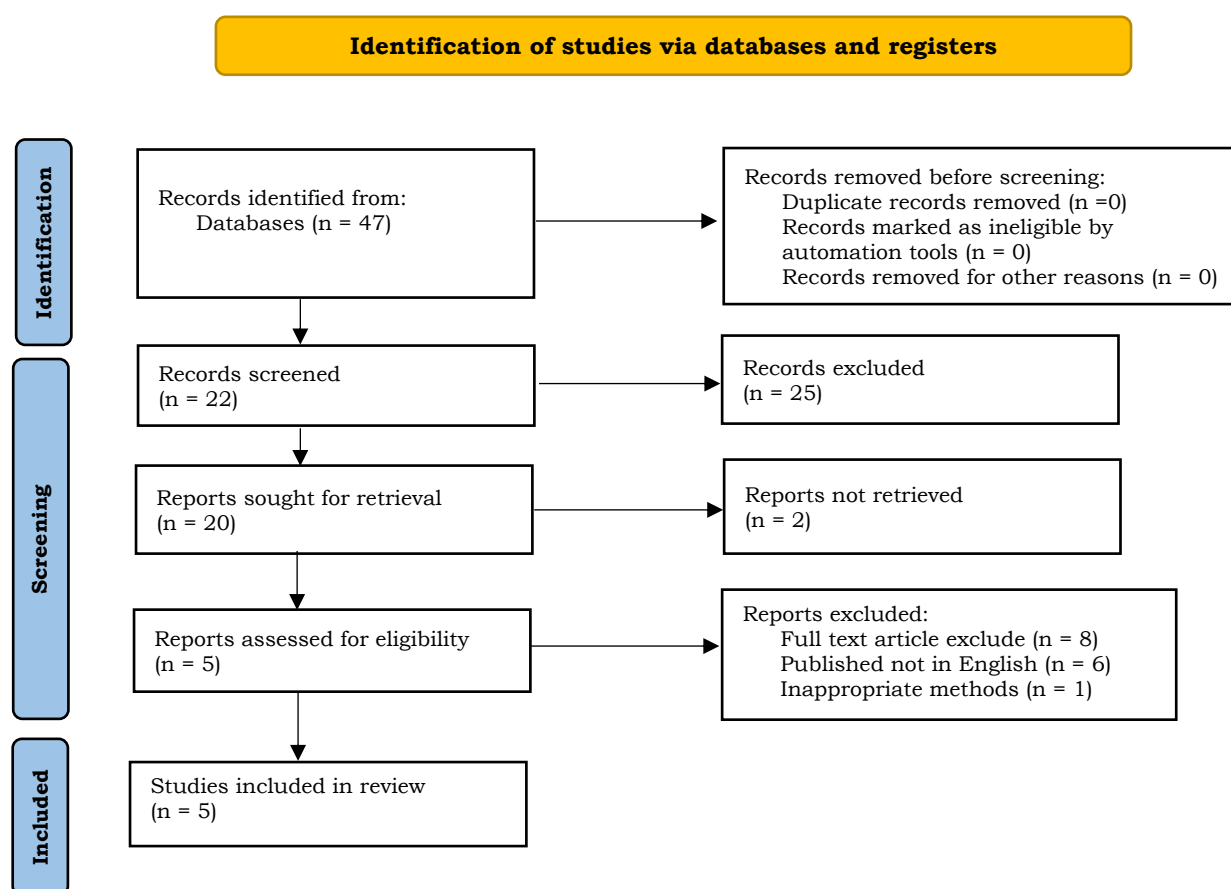 Identification of studies via databases and registers
Identification
Records identified from:
Databases (n = 47)
Records removed before screening:
Duplicate records removed (n =0)
Records marked as ineligible by
automation tools (n = 0)
Records removed for other reasons (n = 0)
Screening
Records screened
(n = 22)
Records excluded
(n = 25)
Reports sought for retrieval
(n = 20)
Reports not retrieved
(n = 2)
Reports assessed for eligibility
(n = 5)
Reports excluded:
Full text article exclude (n = 8)
Published not in English (n = 6)
Inappropriate methods (n = 1)
Included
Studies included in review
(n = 5)